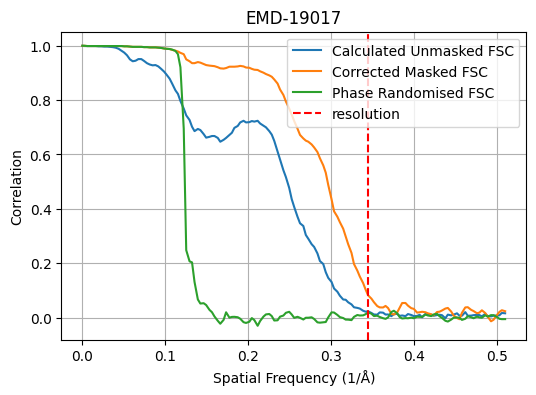 EMD-19017
1.0
0.8
0.6
0.4
0.2
0.0
Correlation
Calculated Unmasked FSC
Corrected Masked FSC
Phase Randomised FSC
resolution
0.0 0.1 0.2 0.3 0.4 0.5
Spatial Frequency (1/Å)